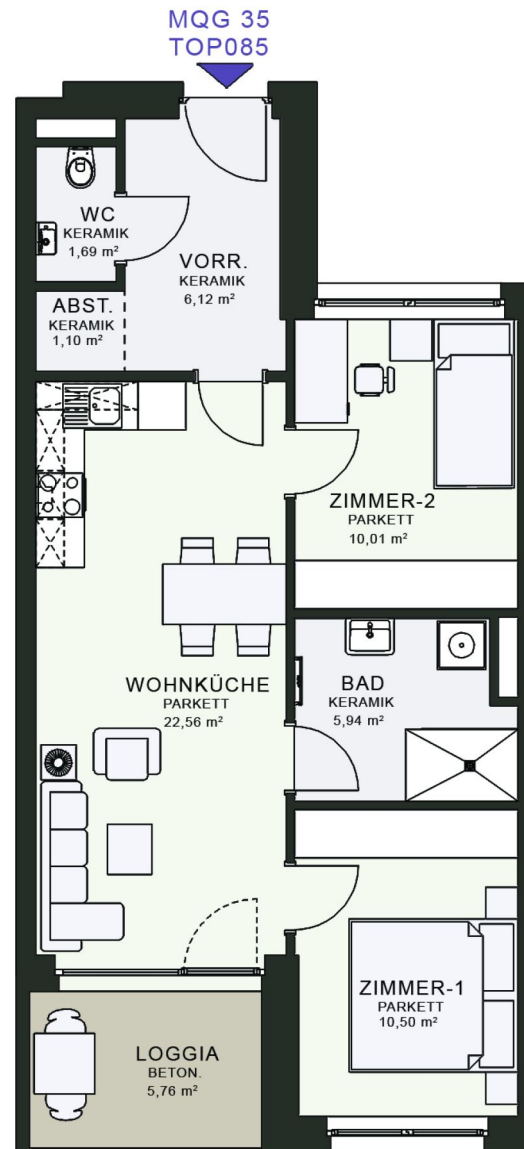 MQG 35
TOP085
WC
KERAMIK
1,69 m²
VORR.
KERAMIK
6,12 m²
ABST.
KERAMIK
1,10 m²
ZIMMER-2
PARKETT
10,01 m²
WOHNKÜCHE
PARKETT
22,56 m²
BAD
KERAMIK
5,94 m²
ZIMMER-1
PARKETT
10,50 m²
LOGGIA
BETON.
5,76 m²